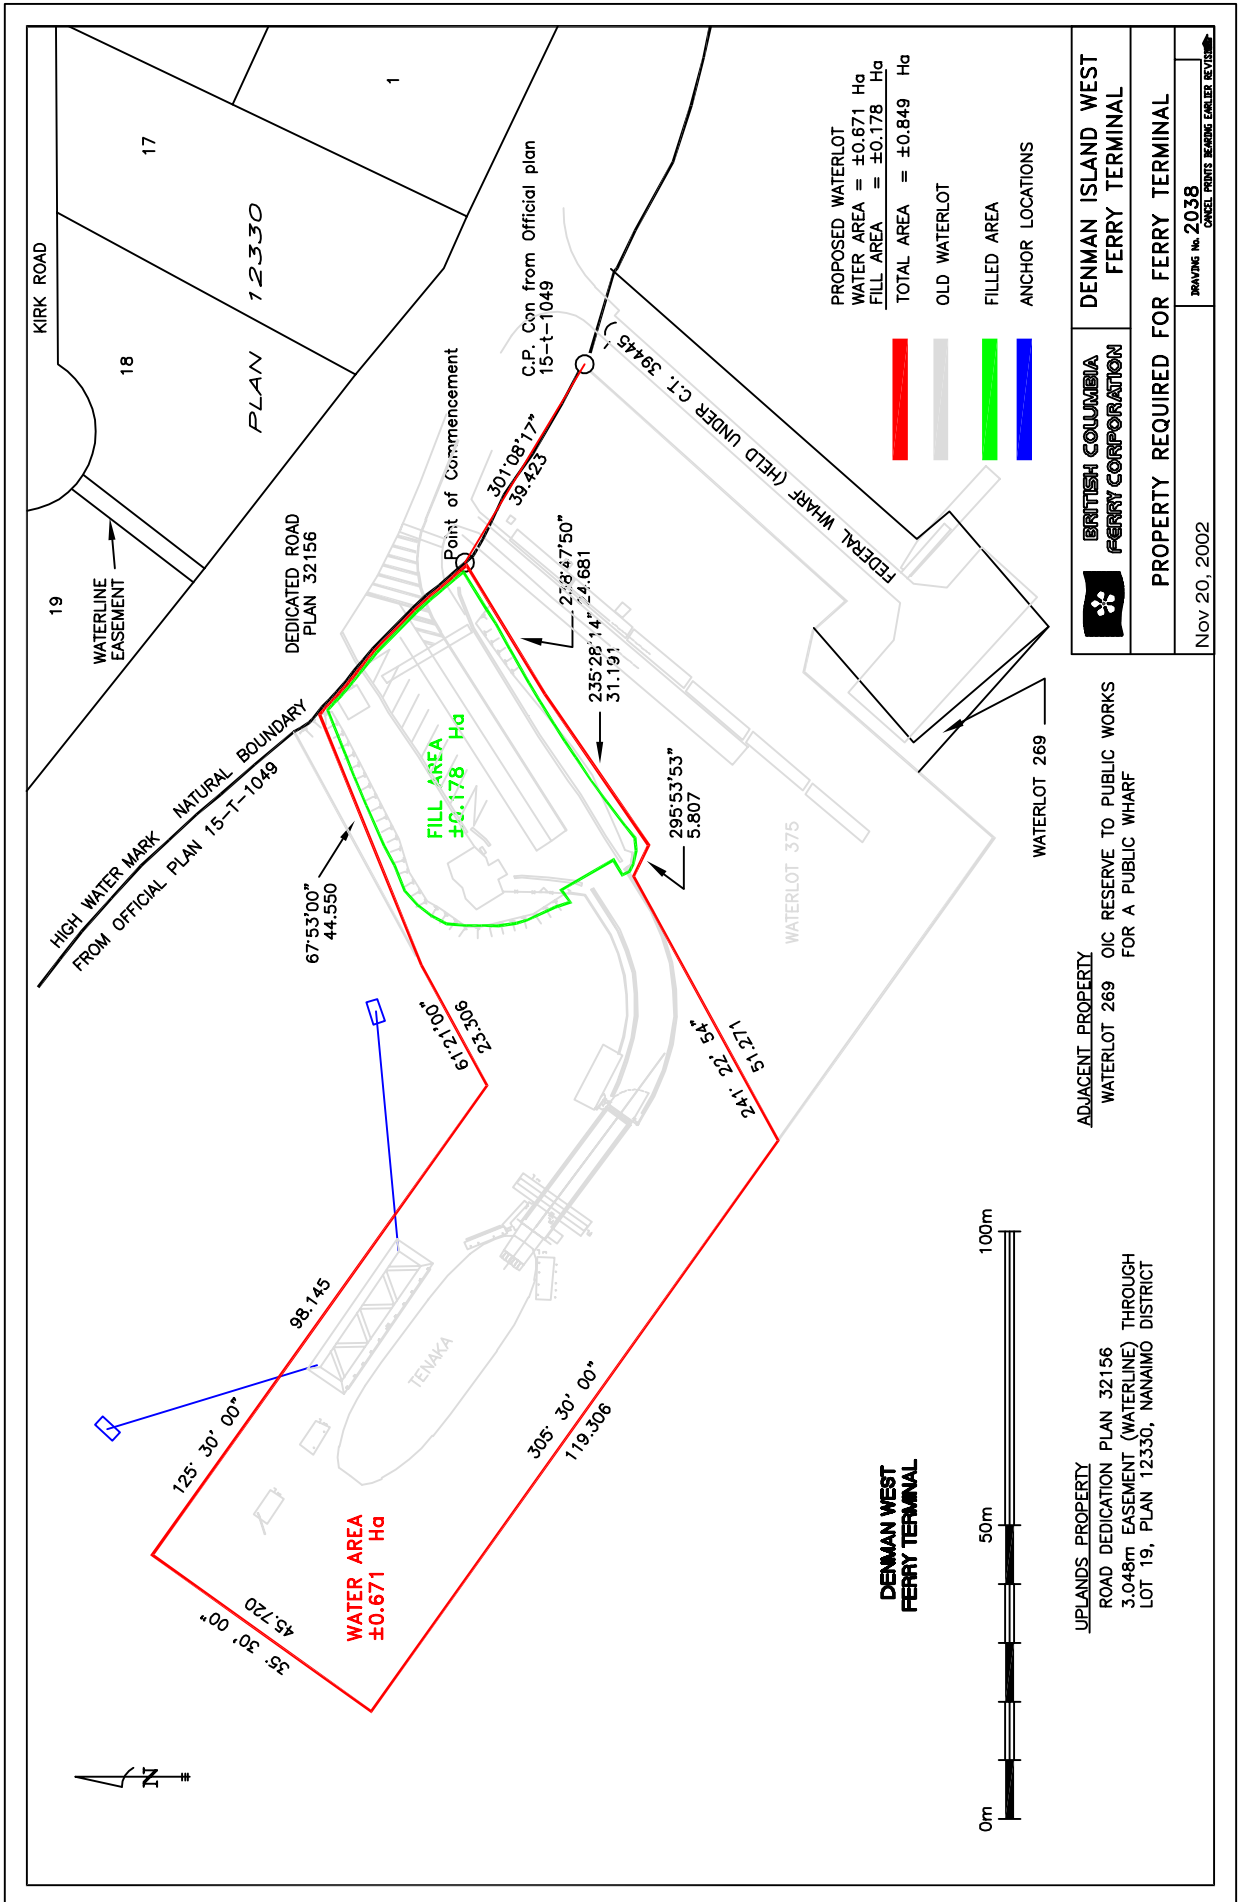 KIRK ROAD
1
17
18
19
PLAN 12330
WATERLINE
EASEMENT
DEDICATED ROAD
PLAN 32156
HIGH WATER MARK NATURAL BOUNDARY
FROM OFFICIAL PLAN 15-T-1049
Point of Commencement
C.P. Con from Official plan
15-t-1049
301°08'17"
39.423
FEDERAL WHARF (HELD UNDER C.T. 39445)
24.681
235°28'14"
31.191
295°53'53"
5.807
67°53'00"
44.550
61°21'00"
23.306
FILL AREA
±0.178 Ha
241° 22' 54"
51.271
WATERLOT 375
WATERLOT 269
98.145
125° 30' 00"
TENAKA
305° 30' 00"
119.306
35° 30' 00"
45.720
WATER AREA
±0.671 Ha
N
PROPOSED WATERLOT
WATER AREA = ±0.671 Ha
FILL AREA = ±0.178 Ha
TOTAL AREA = ±0.849 Ha
OLD WATERLOT
FILLED AREA
ANCHOR LOCATIONS
DENMAN WEST
FERRY TERMINAL
0m
50m
100m
UPLANDS PROPERTY
ROAD DEDICATION PLAN 32156
3.048m EASEMENT (WATERLINE) THROUGH
LOT 19, PLAN 12330, NANAIMO DISTRICT
ADJACENT PROPERTY
WATERLOT 269 OIC RESERVE TO PUBLIC WORKS
FOR A PUBLIC WHARF
BRITISH COLUMBIA
FERRY CORPORATION
DENMAN ISLAND WEST
FERRY TERMINAL
PROPERTY REQUIRED FOR FERRY TERMINAL
Nov 20, 2002
DRAWING No. 2038
CANCEL PRINTS BEARING EARLIER REVISION